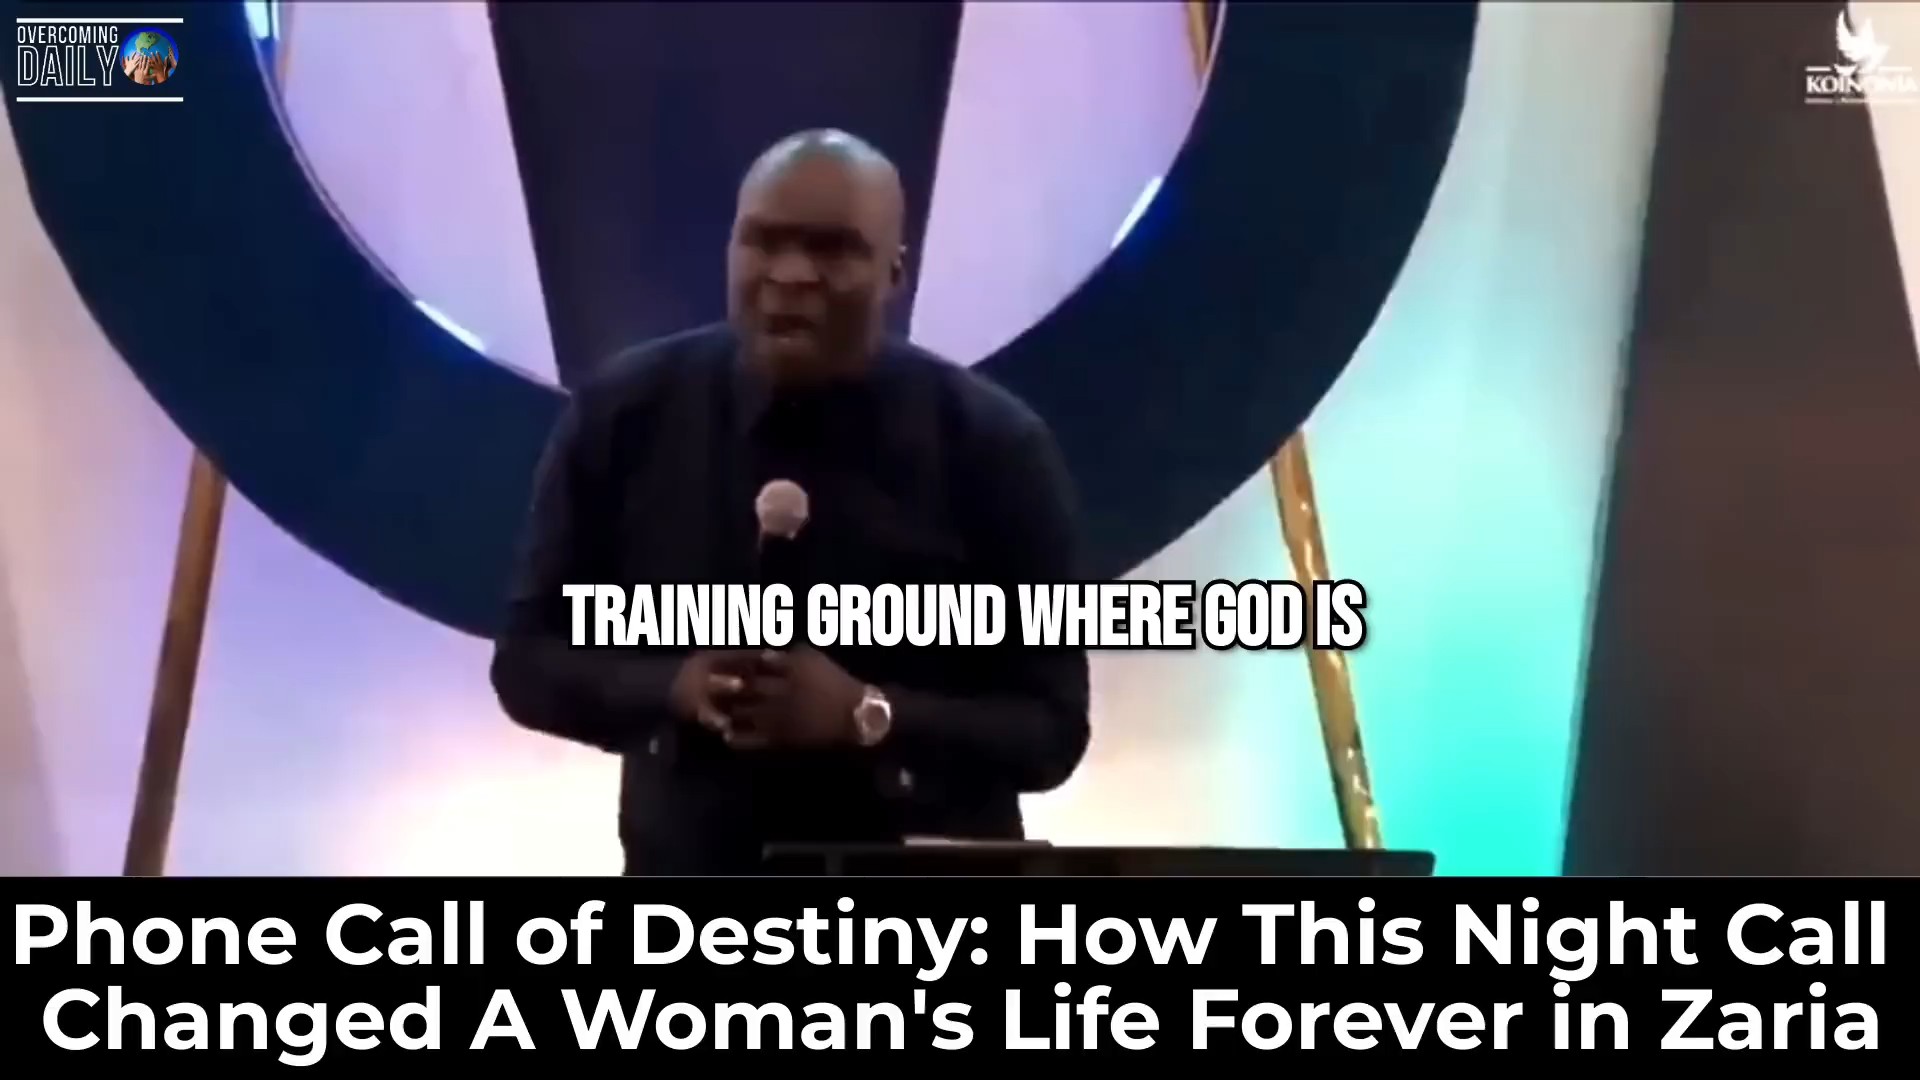 OVERCOMING
DAILY
KOINONIA
TRAINING GROUND WHERE GOD IS
Phone Call of Destiny: How This Night Call
Changed A Woman's Life Forever in Zaria